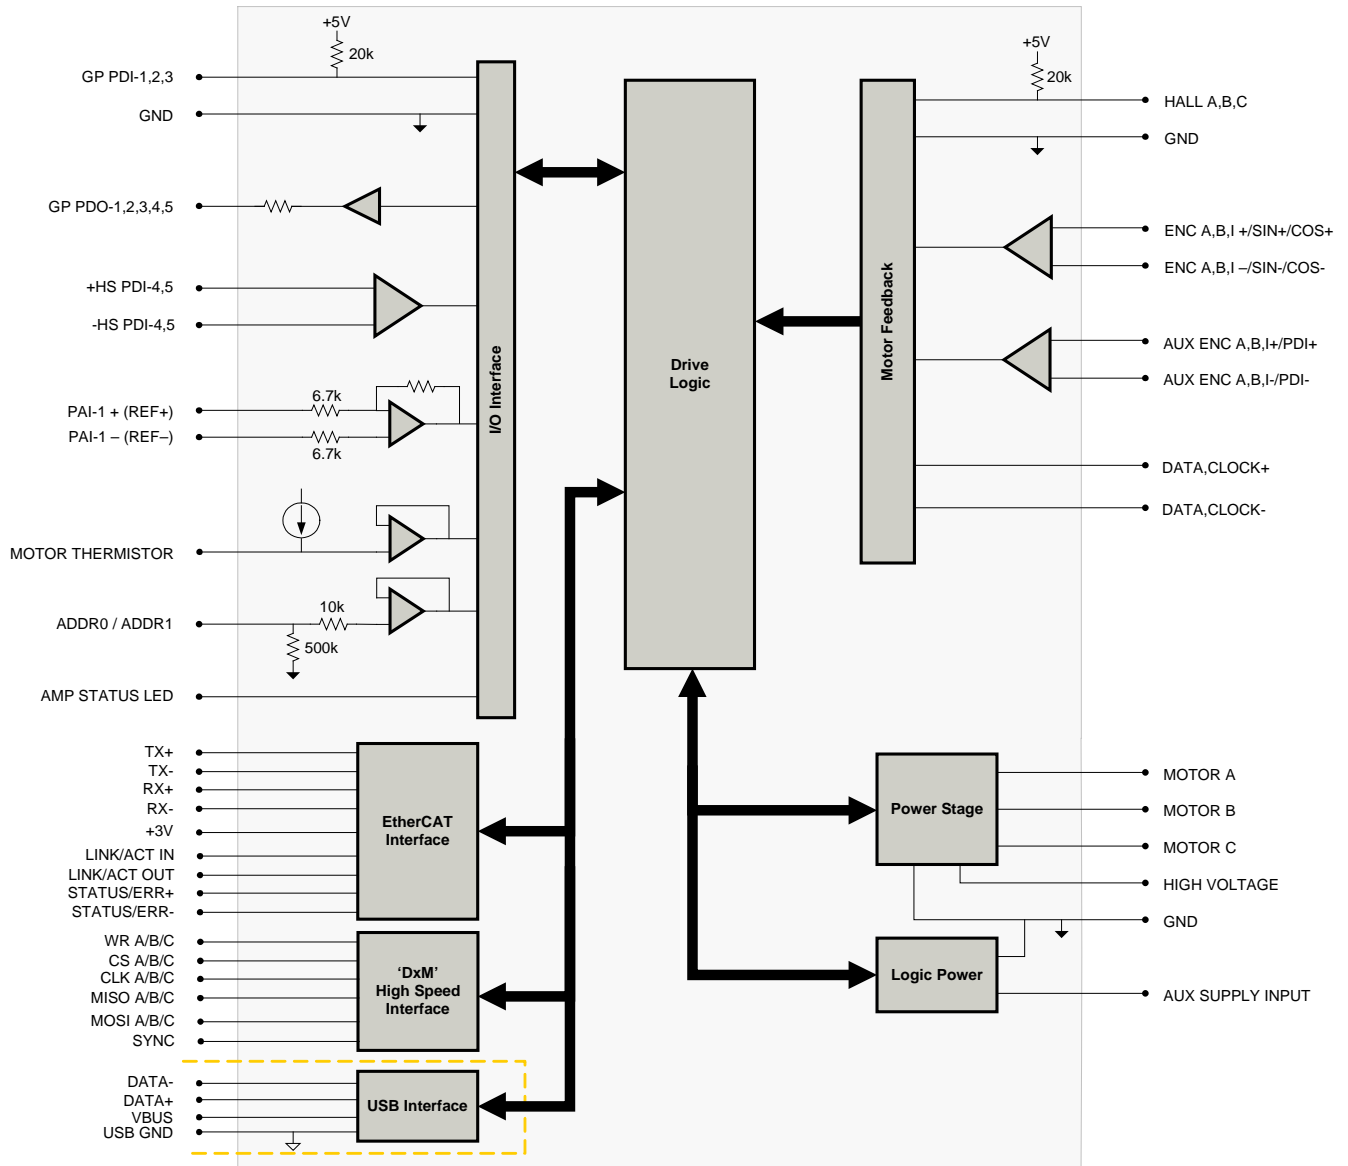 +5V
20k
GP PDI-1,2,3
GND
GP PDO-1,2,3,4,5
+HS PDI-4,5
-HS PDI-4,5
6.7k
PAI-1 + (REF+)
PAI-1 – (REF–)
6.7k
MOTOR THERMISTOR
10k
ADDR0 / ADDR1
500k
AMP STATUS LED
I/O Interface
Drive
Logic
Motor Feedback
+5V
20k
HALL A,B,C
GND
ENC A,B,I +/SIN+/COS+
ENC A,B,I –/SIN-/COS-
AUX ENC A,B,I+/PDI+
AUX ENC A,B,I-/PDI-
DATA,CLOCK+
DATA,CLOCK-
TX+
TX-
RX+
RX-
+3V
LINK/ACT IN
LINK/ACT OUT
STATUS/ERR+
STATUS/ERR-
EtherCAT
Interface
WR A/B/C
CS A/B/C
CLK A/B/C
MISO A/B/C
MOSI A/B/C
SYNC
‘DxM’
High Speed
Interface
DATA-
DATA+
VBUS
USB GND
USB Interface
Power Stage
MOTOR A
MOTOR B
MOTOR C
HIGH VOLTAGE
GND
Logic Power
AUX SUPPLY INPUT